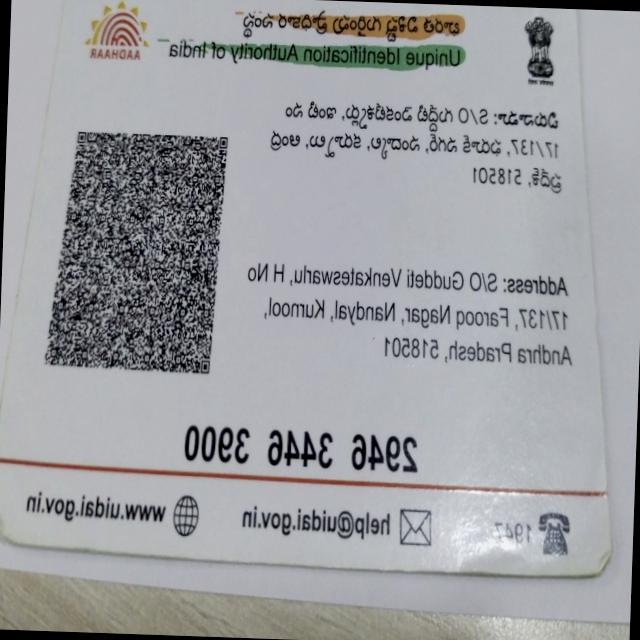 భారత విశిష్ట గుర్తింపు ప్రాధికార సంస్థ
Unique Identification Authority of India
AADHAAR
చిరునామా: S/O గుద్దేటి వెంకటేశ్వర్లు, ఇంటి నం
17/137, ఫరూక్ నగర్, నంద్యాల, కర్నూలు, ఆంధ్ర
ప్రదేశ్, 518501
Address: S/O Guddeti Venkateswarlu, H No
17/137, Farooq Nagar, Nandyal, Kurnool,
Andhra Pradesh, 518501
2946 3446 3900
1947 help@uidai.gov.in www.uidai.gov.in